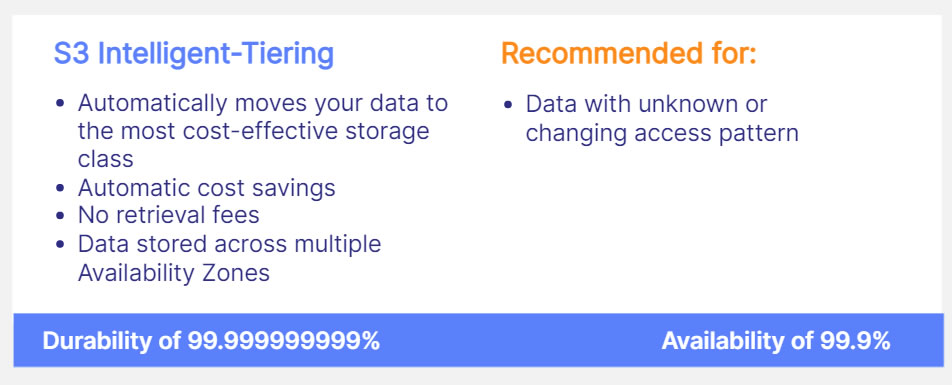 S3 Intelligent-Tiering
• Automatically moves your data to
the most cost-effective storage
class
• Automatic cost savings
• No retrieval fees
• Data stored across multiple
Availability Zones
Recommended for:
• Data with unknown or
changing access pattern
Durability of 99.999999999%
Availability of 99.9%